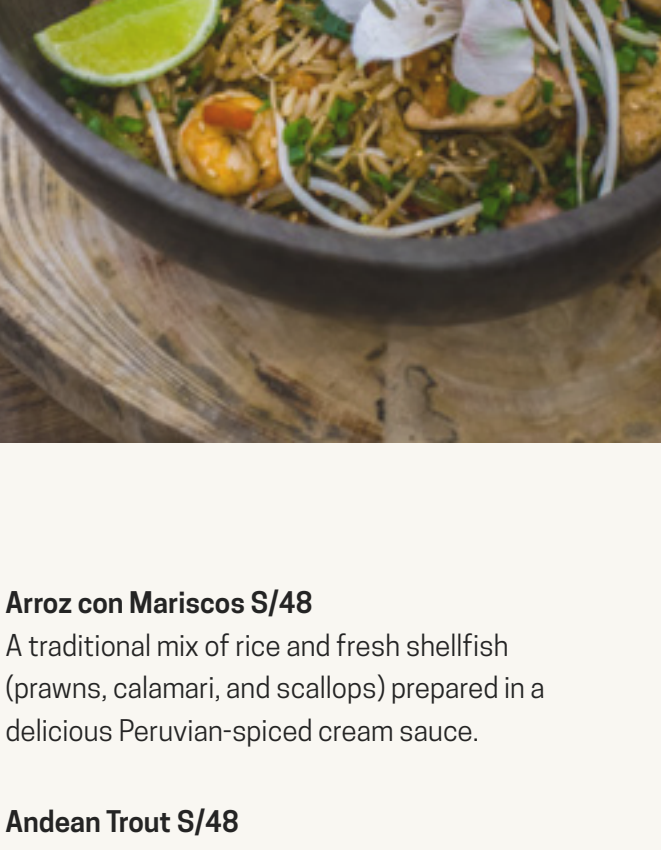 Arroz con Mariscos S/48
A traditional mix of rice and fresh shellfish
(prawns, calamari, and scallops) prepared in a
delicious Peruvian-spiced cream sauce.
Andean Trout S/48